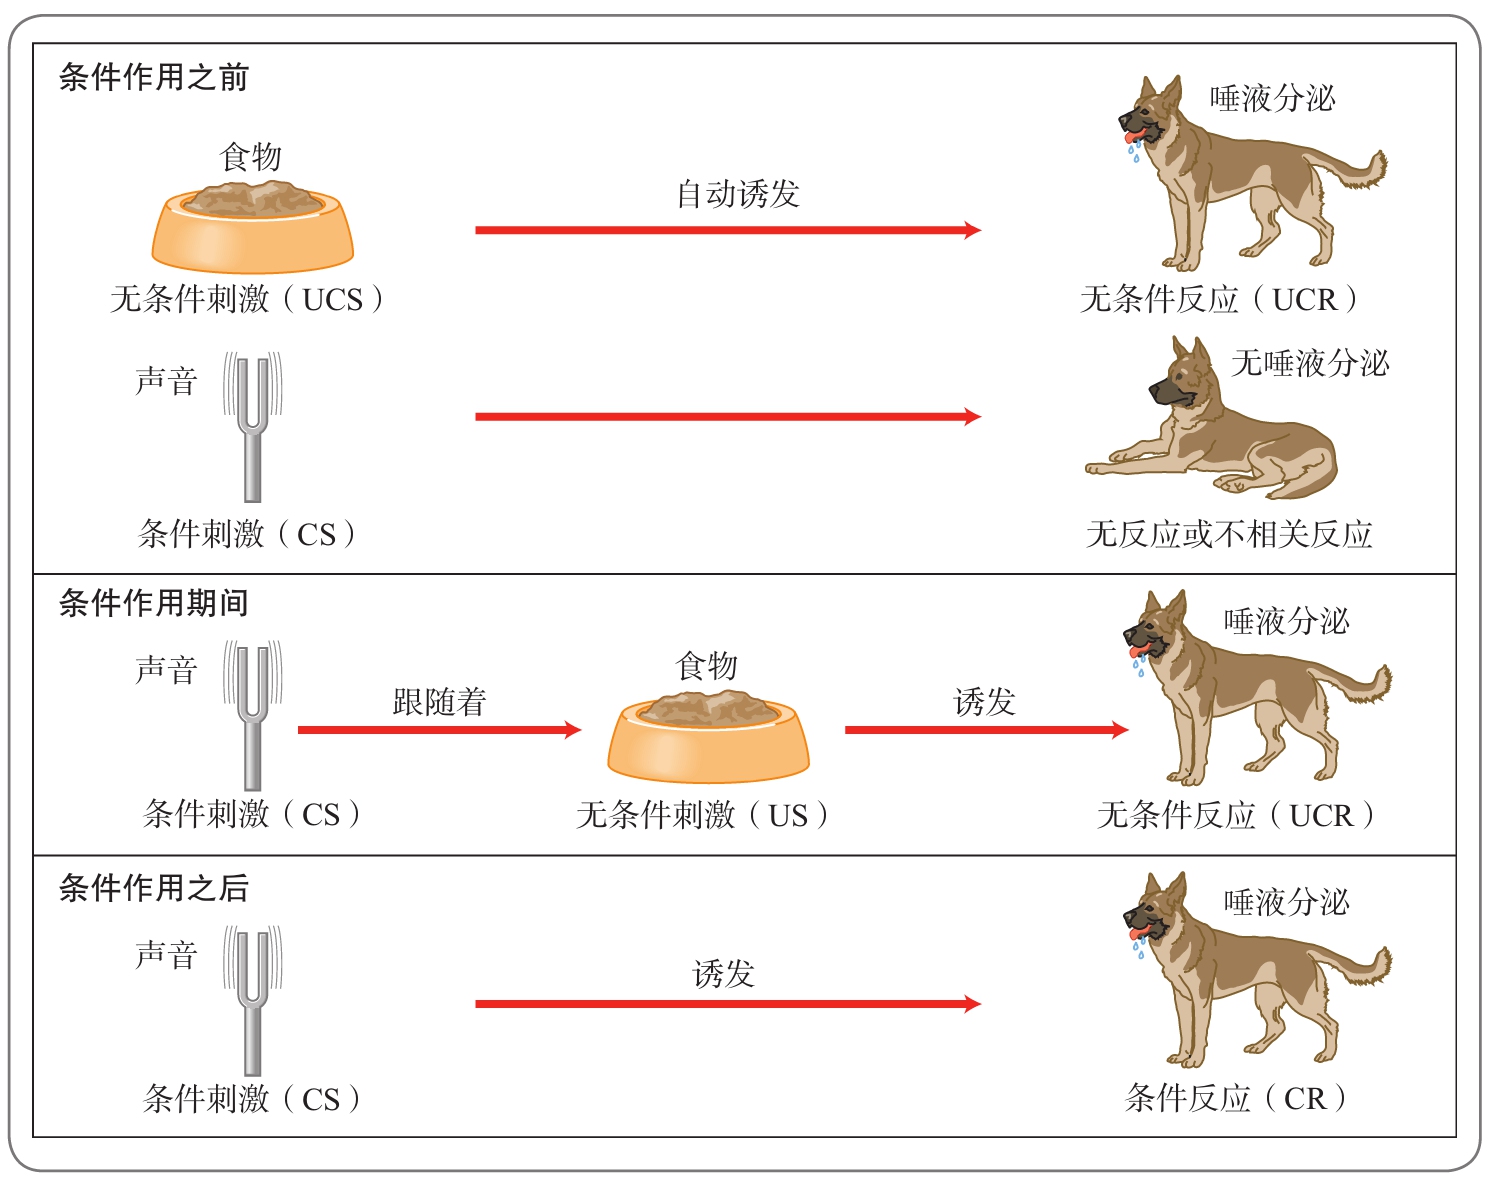 条件作用之前
食物
自动诱发
唾液分泌
无条件刺激（UCS）
无条件反应（UCR）
声音
无唾液分泌
条件刺激（CS）
无反应或不相关反应
条件作用期间
声音
跟随着
食物
诱发
唾液分泌
条件刺激（CS）
无条件刺激（US）
无条件反应（UCR）
条件作用之后
声音
诱发
唾液分泌
条件刺激（CS）
条件反应（CR）